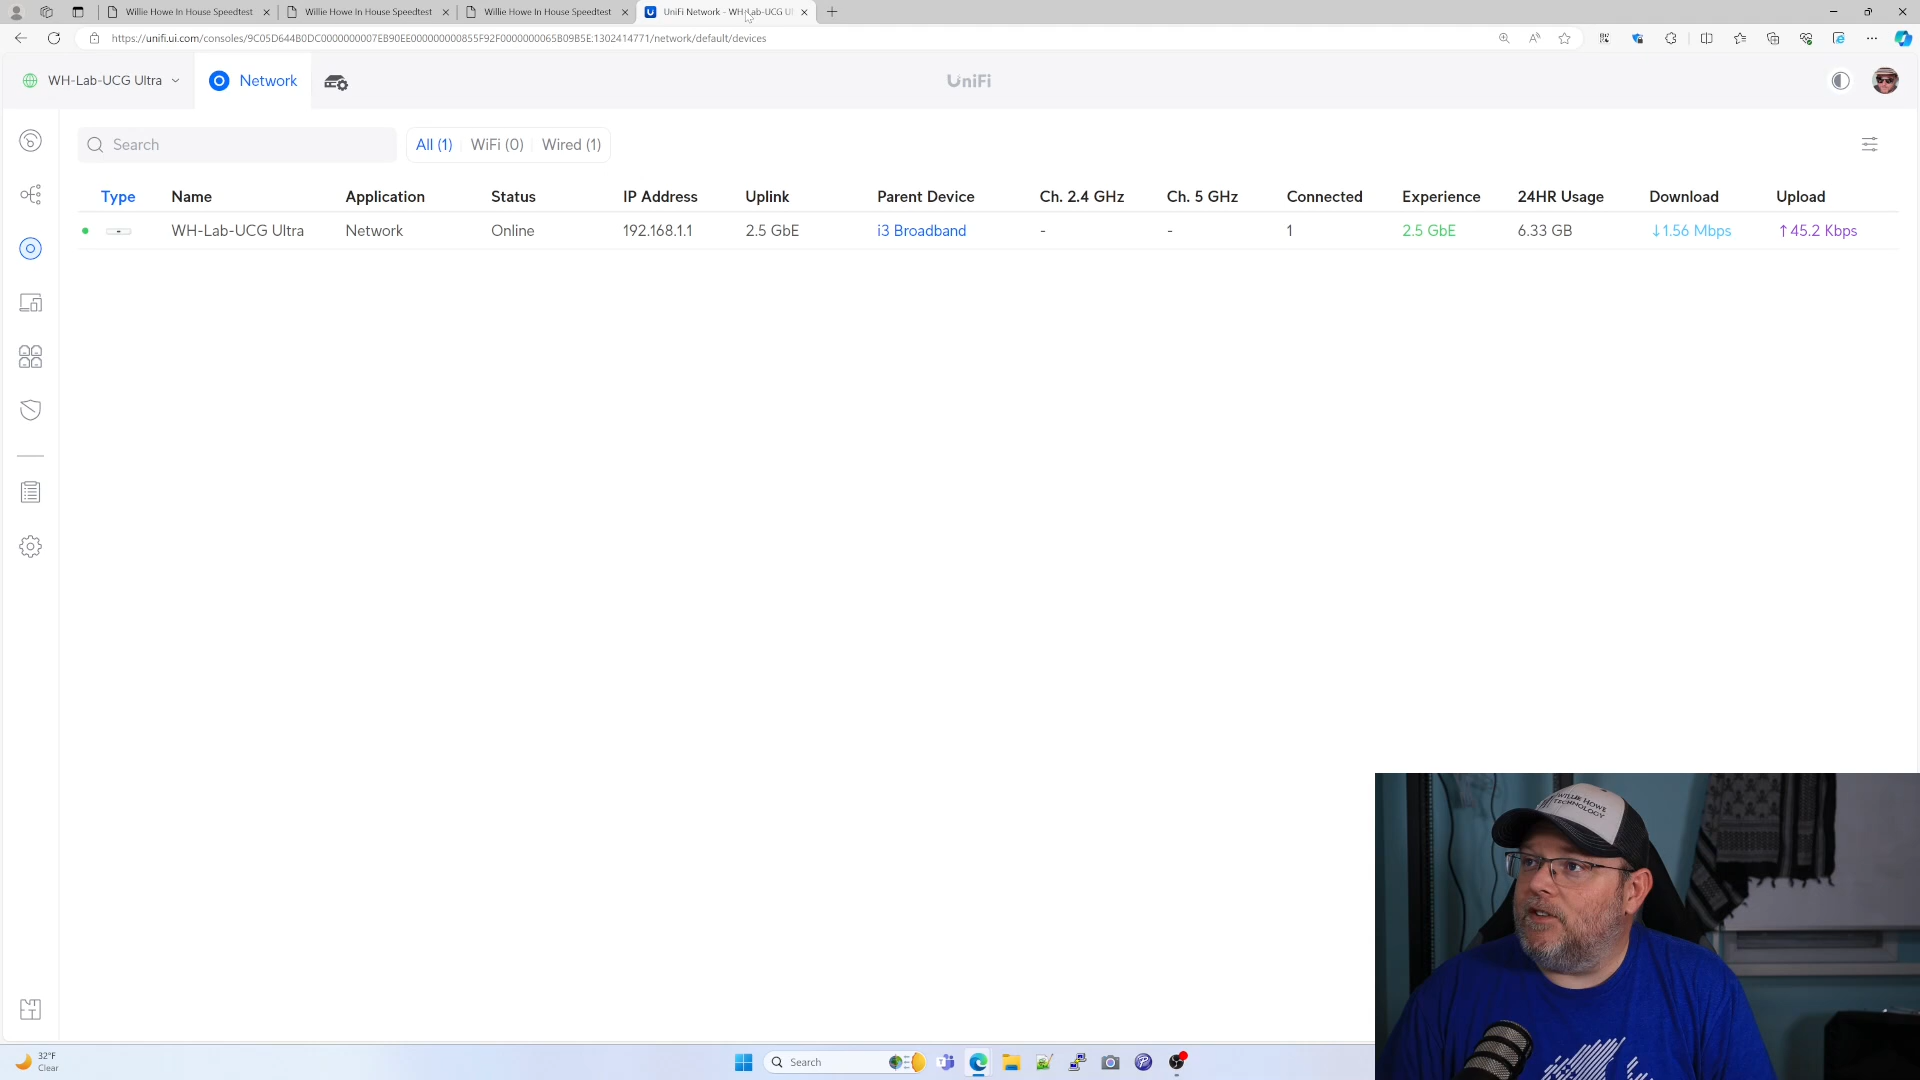 Willie Howe In House Speedtest
Willie Howe In House Speedtest
Willie Howe In House Speedtest
UniFi Network - WH-Lab-UCG Ul
https://unifi.ui.com/consoles/9C05D644B0DC0000000007EB90EE000000000855F92F0000000065B09B5E:1302414771/network/default/devices
WH-Lab-UCG Ultra
Network
UniFi
Search
All (1) WiFi (0) Wired (1)
Type Name Application Status IP Address Uplink Parent Device Ch. 2.4 GHz Ch. 5 GHz Connected Experience 24HR Usage Download Upload
WH-Lab-UCG Ultra Network Online 192.168.1.1 2.5 GbE i3 Broadband - - 1 2.5 GbE 6.33 GB ↓1.56 Mbps ↑45.2 Kbps
WILLIE HOWE
TECHNOLOGY
32°F
Clear
Search